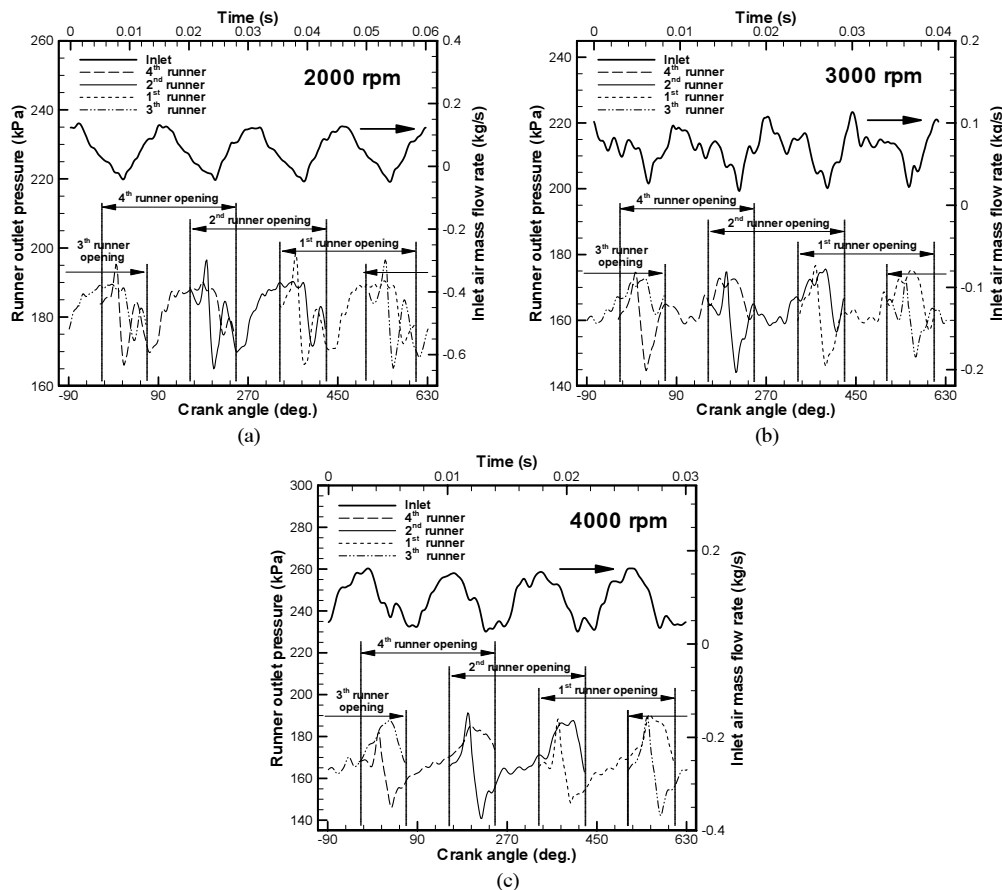 Time (s)
0 0.01 0.02 0.03 0.04 0.05 0.06
260 240 220 200 180 160
Runner outlet pressure (kPa)
Inlet
4th runner
2nd runner
1st runner
3th runner
2000 rpm
4th runner opening
2nd runner opening
3th runner
opening
1st runner opening
0.4 0.2 0 -0.2 -0.4 -0.6
Inlet air mass flow rate (kg/s)
-90 90 270 450 630
Crank angle (deg.)
(a)
Time (s)
0 0.01 0.02 0.03 0.04
240 220 200 180 160 140
Runner outlet pressure (kPa)
Inlet
4th runner
2nd runner
1st runner
3th runner
3000 rpm
4th runner opening
2nd runner opening
3th runner
opening
1st runner opening
0.2 0.1 0 -0.1 -0.2
Inlet air mass flow rate (kg/s)
-90 90 270 450 630
Crank angle (deg.)
(b)
Time (s)
0 0.01 0.02 0.03
300 280 260 240 220 200 180 160 140
Runner outlet pressure (kPa)
Inlet
4th runner
2nd runner
1st runner
3th runner
4000 rpm
4th runner opening
2nd runner opening
3th runner
opening
1st runner opening
0.2 0 -0.2 -0.4
Inlet air mass flow rate (kg/s)
-90 90 270 450 630
Crank angle (deg.)
(c)